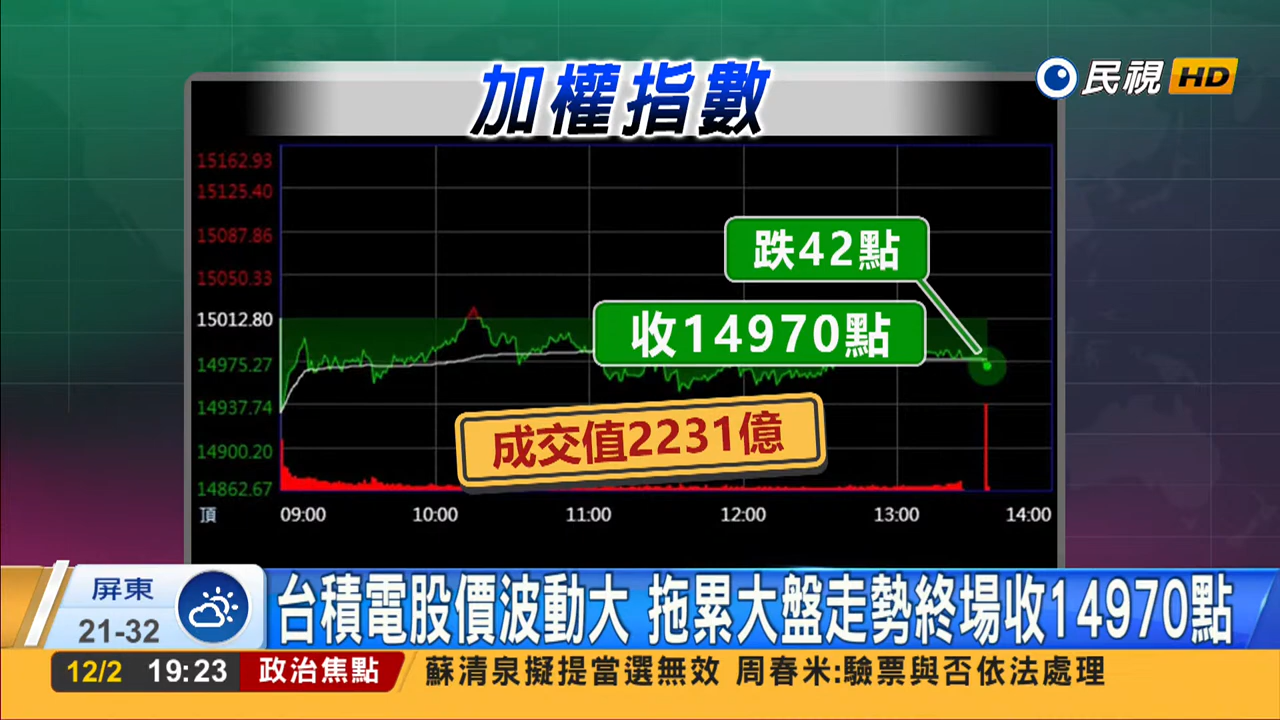 加權指數
民視 HD
15162.93
15125.40
15087.86
15050.33
15012.80
14975.27
14937.74
14900.20
14862.67
跌42點
收14970點
成交值2231億
頂 09:00 10:00 11:00 12:00 13:00 14:00
屏東
21-32
台積電股價波動大 拖累大盤走勢終場收14970點
12/2 19:23 政治焦點 蘇清泉擬提當選無效 周春米:驗票與否依法處理